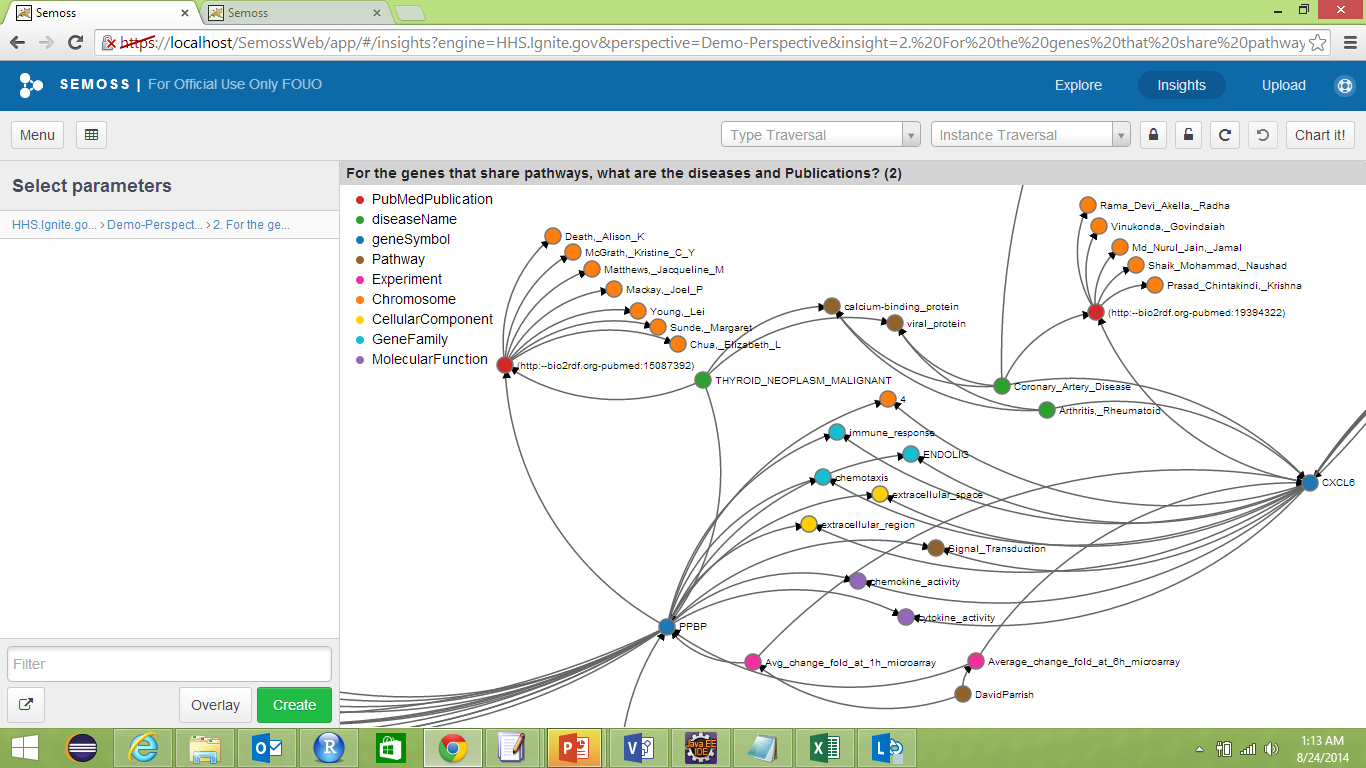 Semoss
Semoss
https://localhost/SemossWeb/app/#/insights?engine=HHS.Ignite.gov&perspective=Demo-Perspective&insight=2.%20For%20the%20genes%20that%20share%20pathway
SEMOSS | For Official Use Only FOUO
Explore
Insights
Upload
Menu
Type Traversal
Instance Traversal
Chart it!
Select parameters
HHS.Ignite.go... › Demo-Perspect... › 2. For the ge...
For the genes that share pathways, what are the diseases and Publications? (2)
PubMedPublication
diseaseName
geneSymbol
Pathway
Experiment
Chromosome
CellularComponent
GeneFamily
MolecularFunction
Death,_Alison_K
McGrath,_Kristine_C_Y
Matthews,_Jacqueline_M
Mackay,_Joel_P
Young,_Lei
Sunde,_Margaret
Chua,_Elizabeth_L
(http:--bio2rdf.org-pubmed:15087392)
THYROID_NEOPLASM_MALIGNANT
calcium-binding_protein
viral_protein
Rama_Devi_Akella,_Radha
Vinukonda,_Govindaiah
Md_Nurul_Jain,_Jamal
Shaik_Mohammad,_Naushad
Prasad_Chintakindi,_Krishna
(http:--bio2rdf.org-pubmed:19394322)
Coronary_Artery_Disease
Arthritis,_Rheumatoid
4
immune_response
ENDOLIG
chemotaxis
extracellular_space
extracellular_region
Signal_Transduction
chemokine_activity
cytokine_activity
CXCL6
PPBP
Avg_change_fold_at_1h_microarray
Average_change_fold_at_6h_microarray
DavidParrish
Filter
Overlay
Create
Java EE
IDE
1:13 AM
8/24/2014